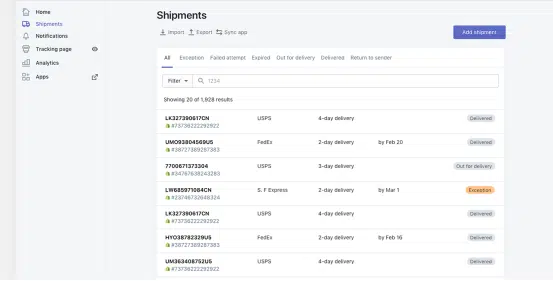 Home
Shipments
Notifications
Tracking page
Analytics
Apps
Shipments
Import Export Sync app
Add shipment
All Exception Failed attempt Expired Out for delivery Delivered Return to sender
Filter 1234
Showing 20 of 1,928 results
LK327390617CN USPS 4-day delivery Delivered
#73736222292922
UMO93804569US FedEx 2-day delivery by Feb 20 Delivered
#38727389287383
7700671373304 USPS 3-day delivery Out for delivery
#34767638243283
LW685971084CN S. F Express 2-day delivery by Mar 1 Exception
#23746732648324
LK327390617CN USPS 4-day delivery Delivered
#73736222292922
HYO38782329US FedEx 2-day delivery by Feb 16 Delivered
#38727389287383
UM363408752US USPS 4-day delivery Delivered
#73736222292922